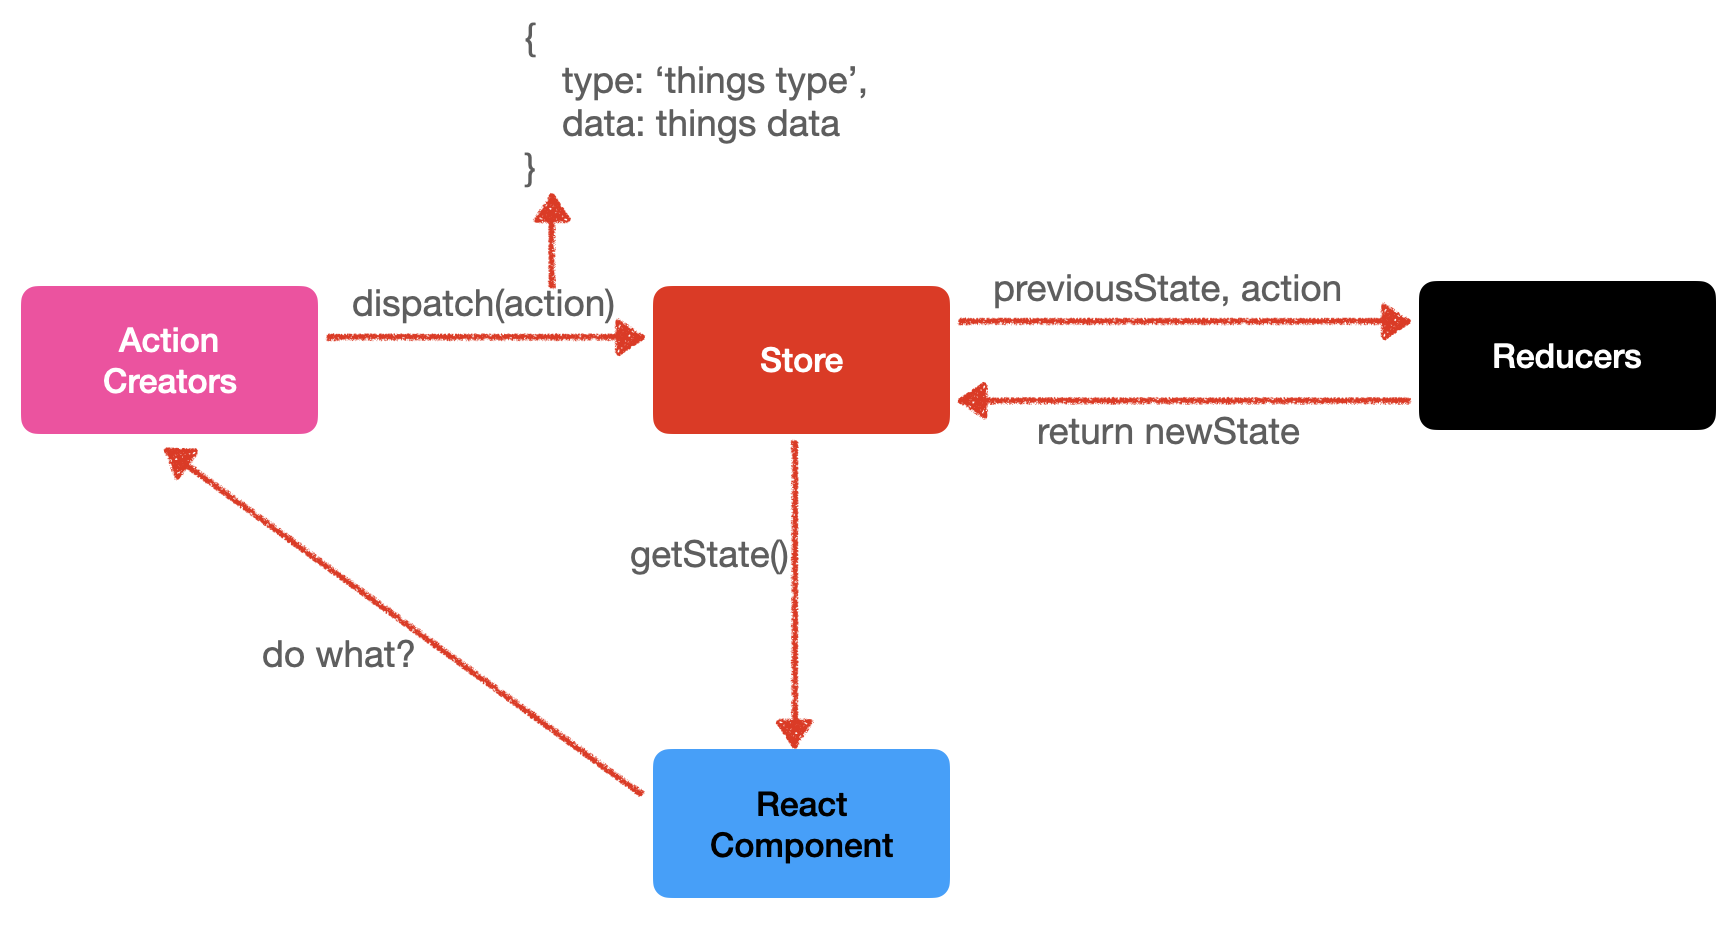 {
type: ‘things type’,
data: things data
}
dispatch(action)
previousState, action
Action
Creators
Store
Reducers
return newState
getState()
do what?
React
Component